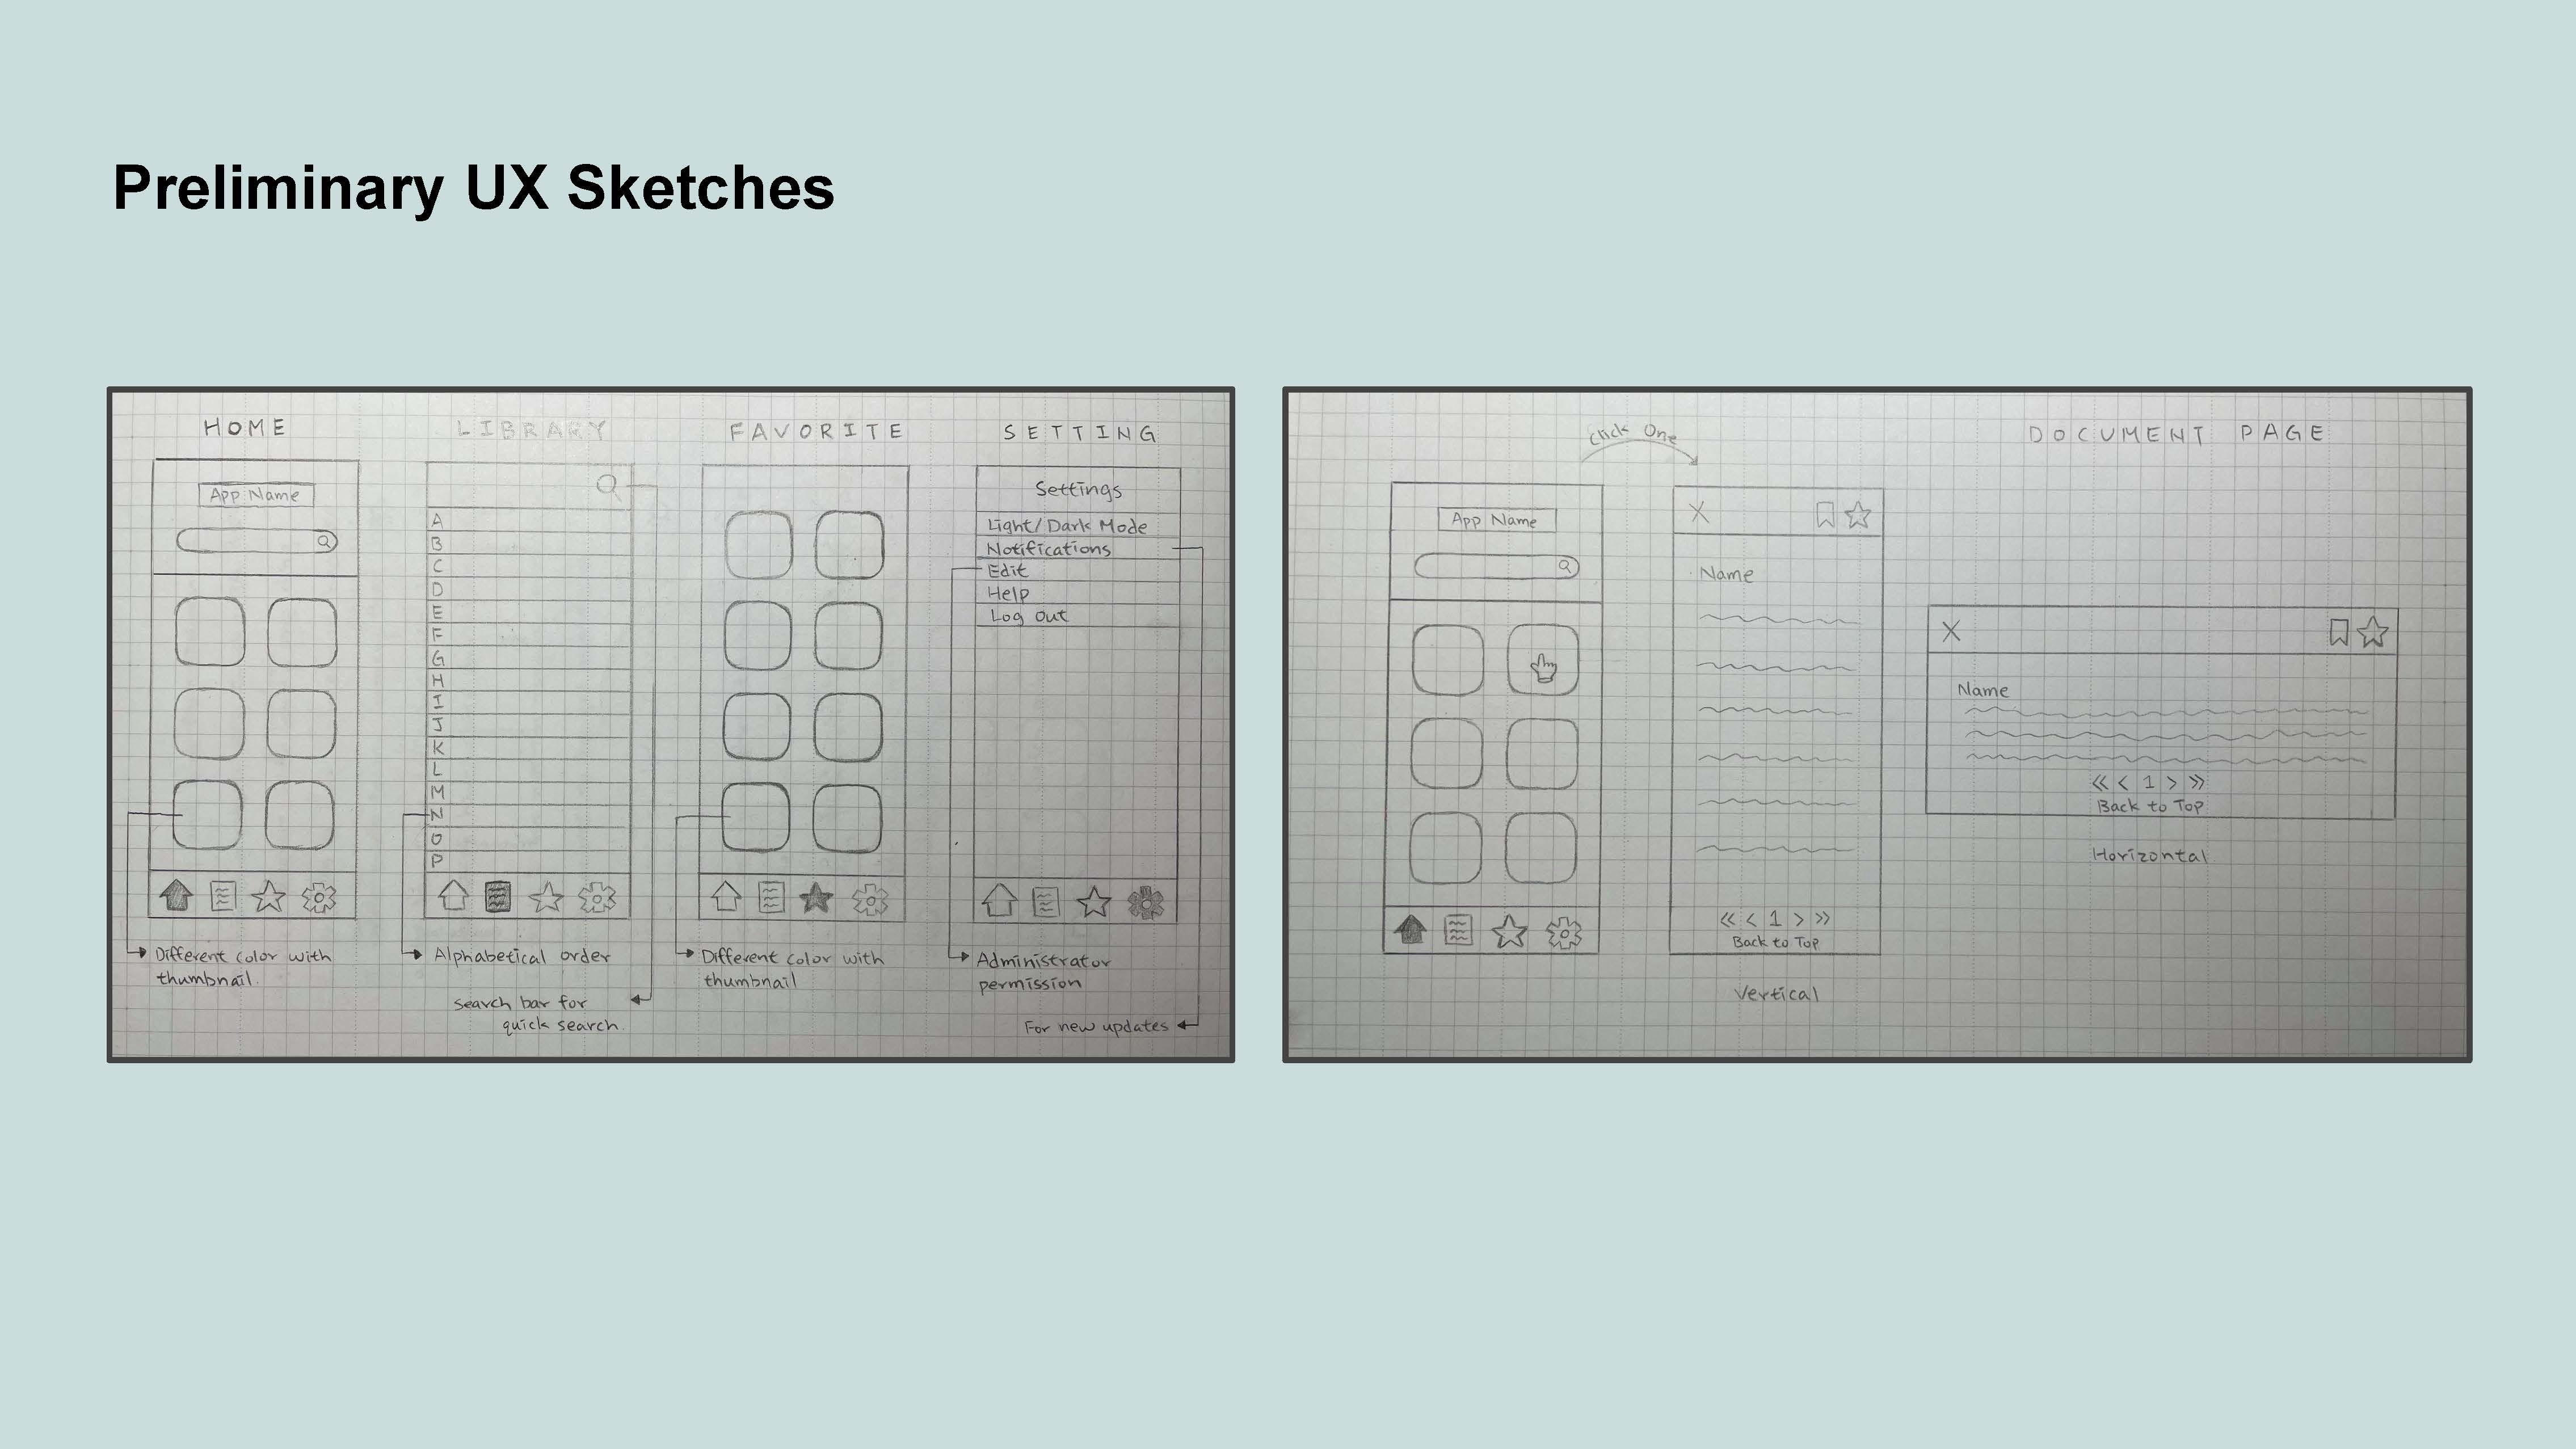 Preliminary UX Sketches
HOME
App Name
Different color with
thumbnail.
LIBRARY
A
B
C
D
E
F
G
H
I
J
K
L
M
N
O
P
Alphabetical order
Search bar for
quick search.
FAVORITE
Different color with
thumbnail
SETTING
Settings
Light/Dark Mode
Notifications
Edit
Help
Log Out
Administrator
permission
For new updates
Click One
DOCUMENT PAGE
App Name
Name
<< < 1 > >>
Back to Top
Vertical
Name
<< < 1 > >>
Back to Top
Horizontal